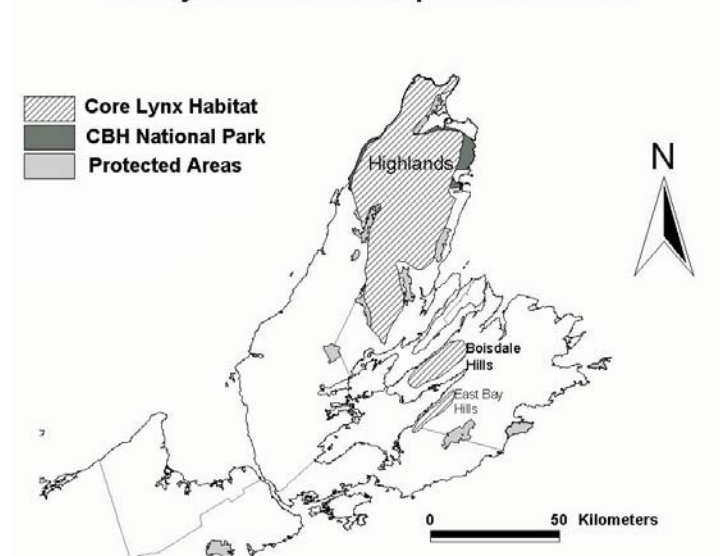 Core Lynx Habitat
CBH National Park
Protected Areas
Highlands
N
Boisdale
Hills
East Bay
Hills
0 50 Kilometers